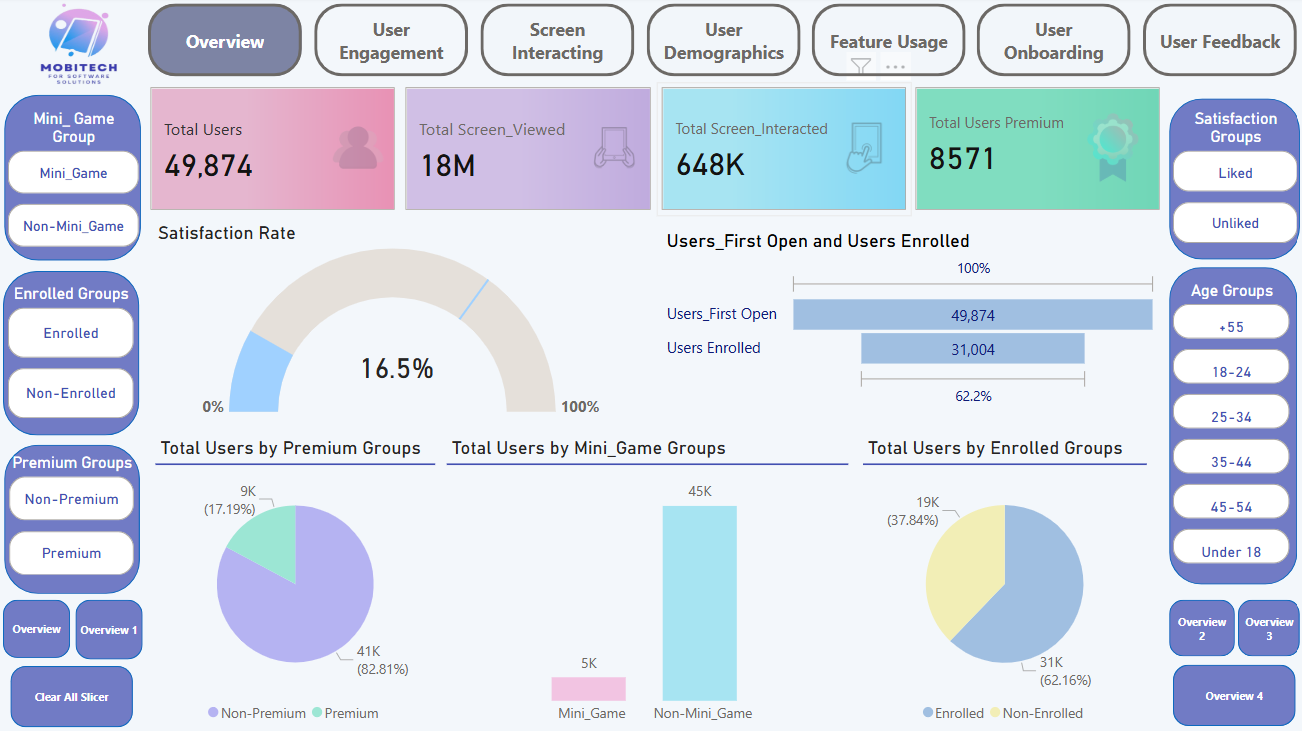 MOBITECH
FOR SOFTWARE
SOLUTIONS
Overview
User
Engagement
Screen
Interacting
User
Demographics
Feature Usage
User
Onboarding
User Feedback
Mini_ Game
Group
Mini_Game
Non-Mini_Game
Enrolled Groups
Enrolled
Non-Enrolled
Premium Groups
Non-Premium
Premium
Overview
Overview 1
Clear All Slicer
Total Users
49,874
Total Screen_Viewed
18M
Total Screen_Interacted
648K
Total Users Premium
8571
Satisfaction Rate
16.5%
0%
100%
Users_First Open and Users Enrolled
100%
Users_First Open
49,874
Users Enrolled
31,004
62.2%
Total Users by Premium Groups
9K
(17.19%)
41K
(82.81%)
Non-Premium
Premium
Total Users by Mini_Game Groups
45K
5K
Mini_Game
Non-Mini_Game
Total Users by Enrolled Groups
19K
(37.84%)
31K
(62.16%)
Enrolled
Non-Enrolled
Satisfaction
Groups
Liked
Unliked
Age Groups
+55
18-24
25-34
35-44
45-54
Under 18
Overview
2
Overview
3
Overview 4